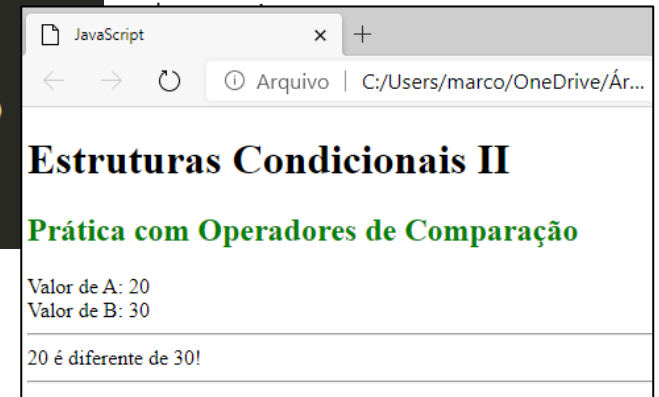 JavaScript
Arquivo | C:/Users/marco/OneDrive/Ár...
Estruturas Condicionais II
Prática com Operadores de Comparação
Valor de A: 20
Valor de B: 30
20 é diferente de 30!